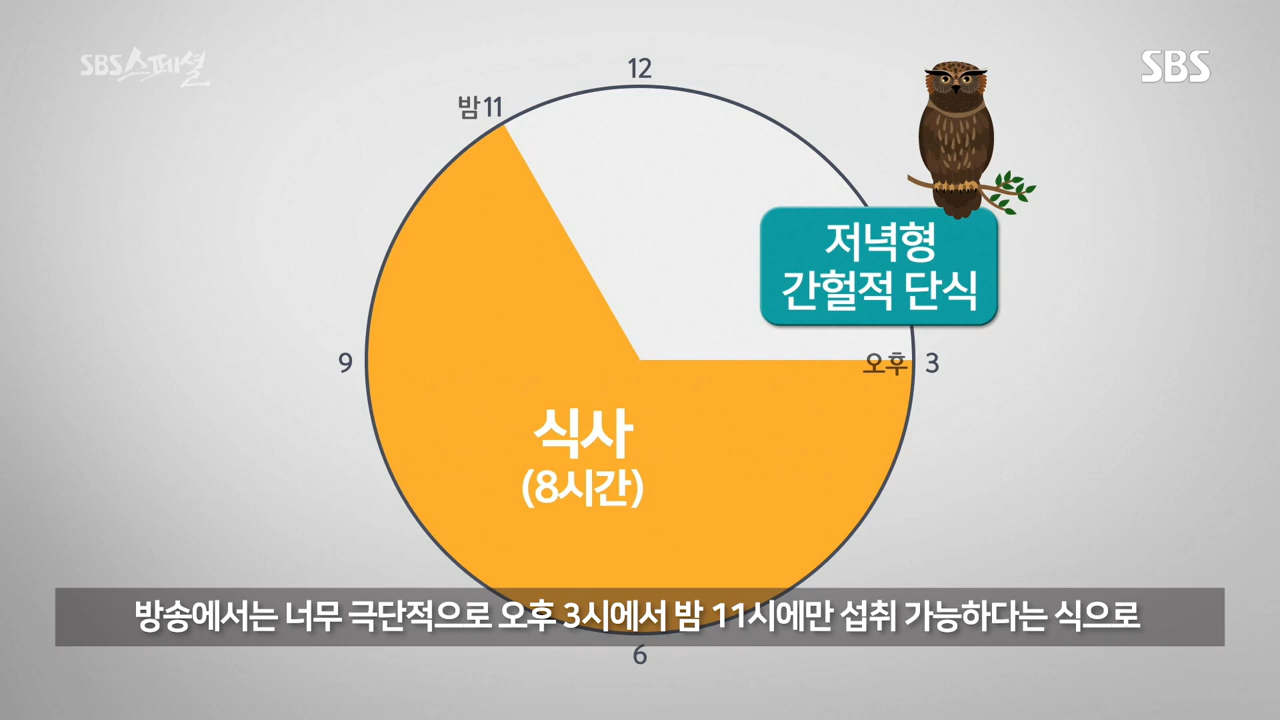 SBS스페셜
SBS
12
밤 11
저녁형
간헐적 단식
9
오후 3
식사
(8시간)
방송에서는 너무 극단적으로 오후 3시에서 밤 11시에만 섭취 가능하다는 식으로
6